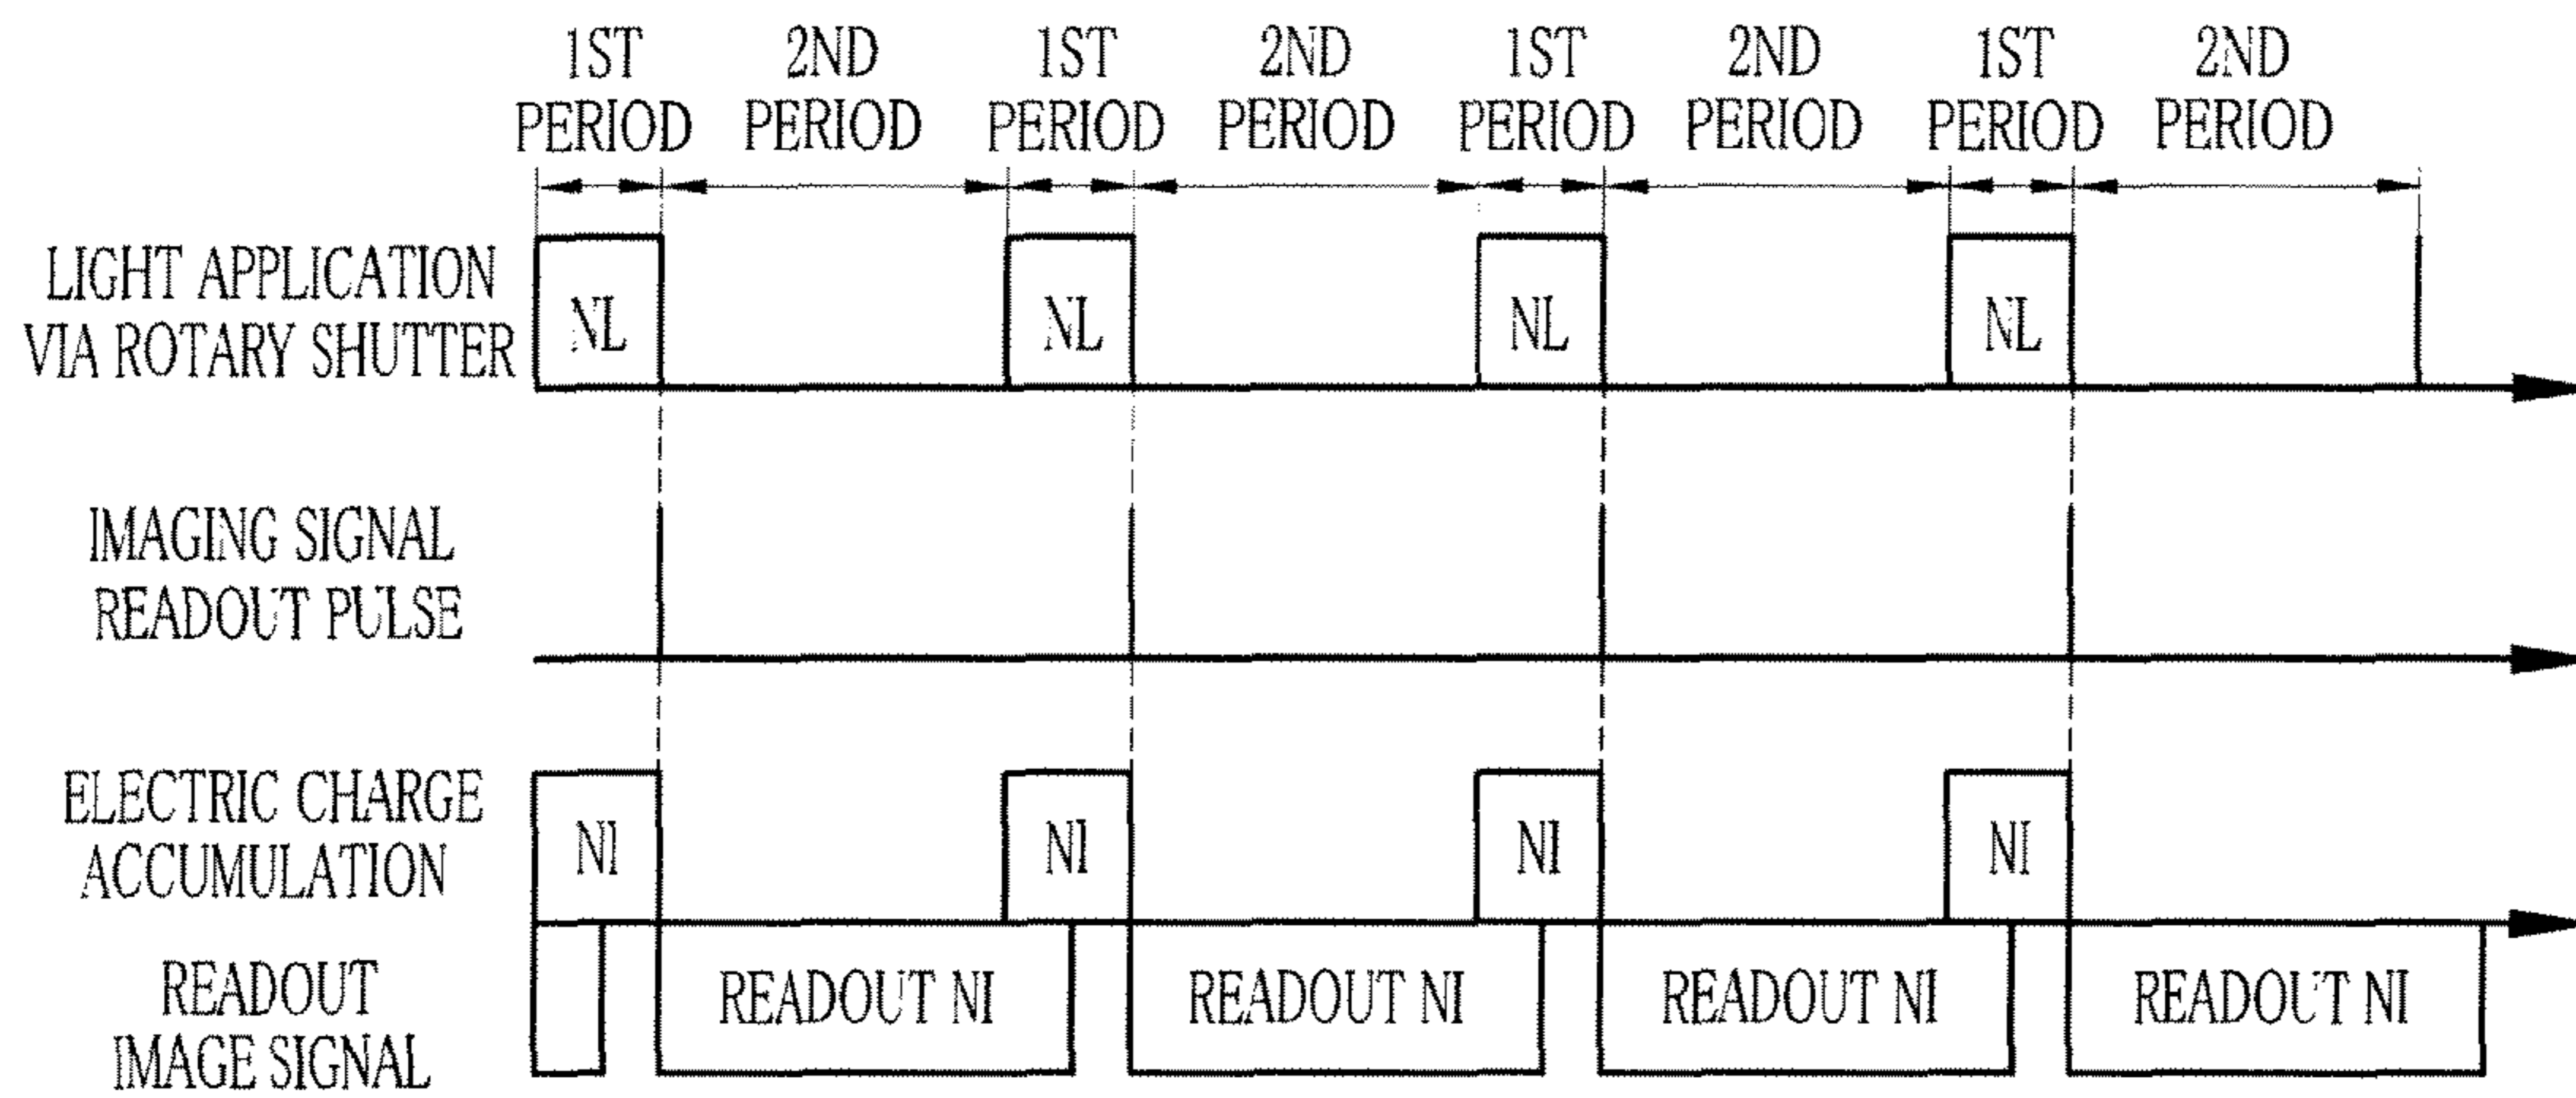 1ST 2ND 1ST 2ND 1ST 2ND 1ST 2ND
PERIOD PERIOD PERIOD PERIOD PERIOD PERIOD PERIOD PERIOD
LIGHT APPLICATION
VIA ROTARY SHUTTER
NL NL NL NL
IMAGING SIGNAL
READOUT PULSE
ELECTRIC CHARGE
ACCUMULATION
NI NI NI NI
READOUT
IMAGE SIGNAL
READOUT NI READOUT NI READOUT NI READOUT NI